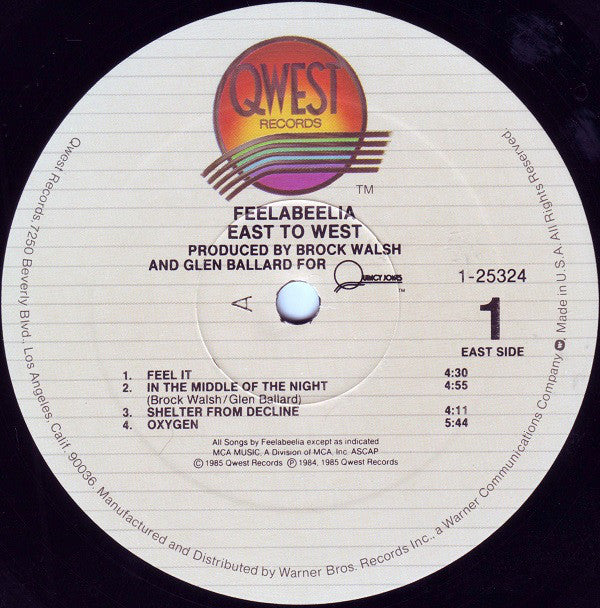 QWEST
RECORDS
TM
FEELABEELIA
EAST TO WEST
PRODUCED BY BROCK WALSH
AND GLEN BALLARD FOR QUINCY JONES
TM
1-25324
A
1
EAST SIDE
1. FEEL IT 4:30
2. IN THE MIDDLE OF THE NIGHT 4:55
(Brock Walsh/Glen Ballard)
3. SHELTER FROM DECLINE 4:11
4. OXYGEN 5:44
All Songs by Feelabeelia except as indicated
MCA MUSIC, A Division of MCA, Inc. ASCAP
Ⓒ 1985 Qwest Records Ⓟ 1984, 1985 Qwest Records
Qwest Records, 7250 Beverly Blvd., Los Angeles, Calif. 90036, Manufactured and Distributed by Warner Bros. Records Inc., a Warner Communications Company Made in U.S.A. All Rights Reserved.